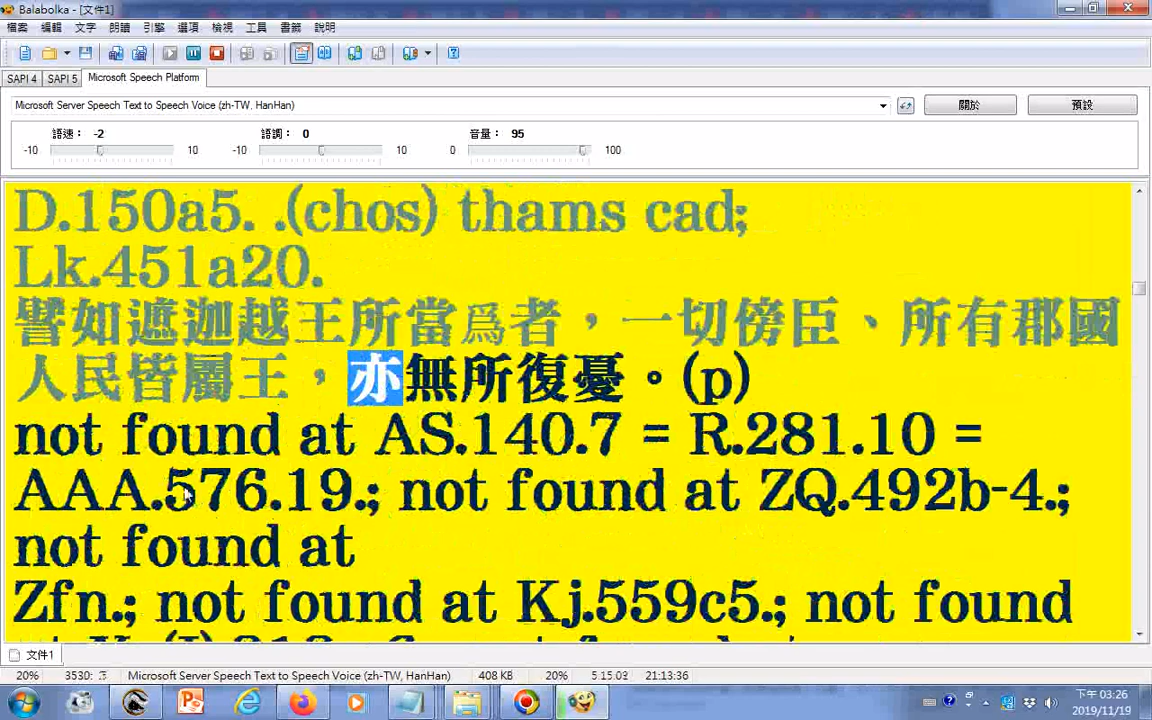 Balabolka - [文件1]
檔案 編輯 文字 朗讀 引擎 選項 檢視 工具 書籤 說明
SAPI 4 SAPI 5 Microsoft Speech Platform
Microsoft Server Speech Text to Speech Voice (zh-TW, HanHan)
關於 預設
語速： -2 語調： 0 音量： 95
-10 10 -10 10 0 100
D.150a5. .(chos) thams cad;
Lk.451a20.
譬如遮迦越王所當爲者，一切傍臣、所有郡國
人民皆屬王，亦無所復憂。(p)
not found at AS.140.7 = R.281.10 =
AAA.576.19.; not found at ZQ.492b-4.;
not found at
Zfn.; not found at Kj.559c5.; not found
文件1
20% Microsoft Server Speech Text to Speech Voice (zh-TW, HanHan) 408 KB 20% 21:13:36
下午 03:26
2019/11/19